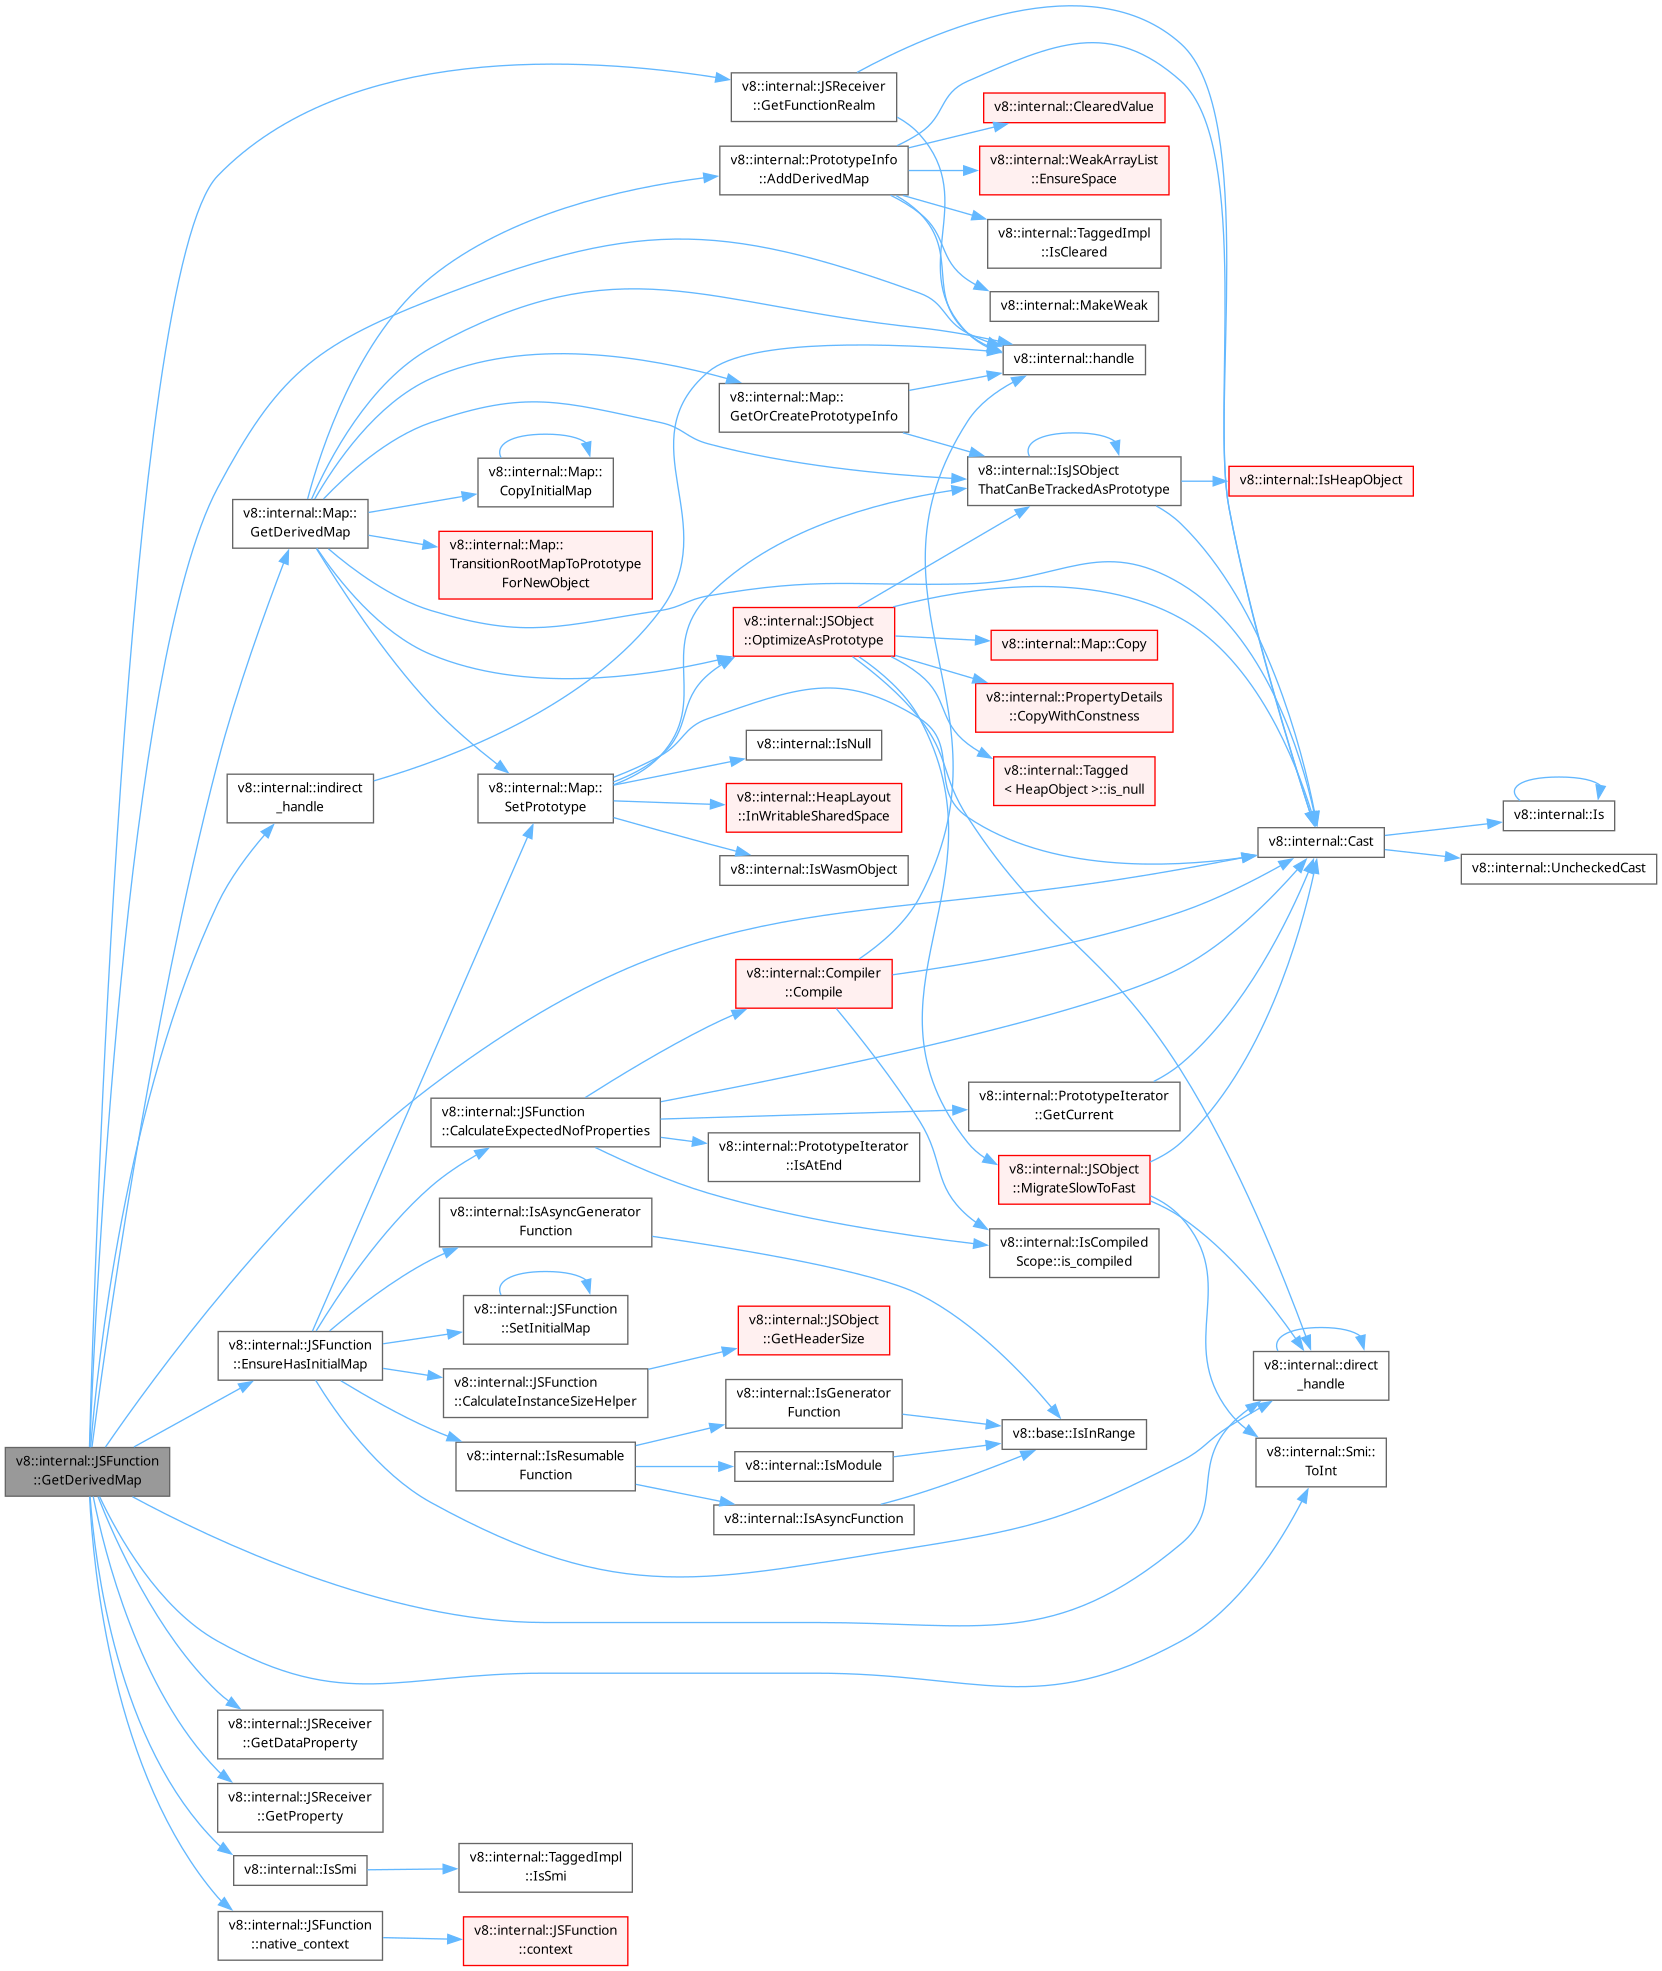 v8::internal::JSFunction
::GetDerivedMap
v8::internal::Map::
GetDerivedMap
v8::internal::indirect
_handle
v8::internal::JSFunction
::EnsureHasInitialMap
v8::internal::JSReceiver
::GetDataProperty
v8::internal::JSReceiver
::GetProperty
v8::internal::IsSmi
v8::internal::JSFunction
::native_context
v8::internal::Map::
CopyInitialMap
v8::internal::Map::
TransitionRootMapToPrototype
ForNewObject
v8::internal::Map::
SetPrototype
v8::internal::JSFunction
::CalculateExpectedNofProperties
v8::internal::IsAsyncGenerator
Function
v8::internal::JSFunction
::SetInitialMap
v8::internal::JSFunction
::CalculateInstanceSizeHelper
v8::internal::IsResumable
Function
v8::internal::TaggedImpl
::IsSmi
v8::internal::JSFunction
::context
v8::internal::JSReceiver
::GetFunctionRealm
v8::internal::PrototypeInfo
::AddDerivedMap
v8::internal::Map::
GetOrCreatePrototypeInfo
v8::internal::JSObject
::OptimizeAsPrototype
v8::internal::IsNull
v8::internal::HeapLayout
::InWritableSharedSpace
v8::internal::IsWasmObject
v8::internal::Compiler
::Compile
v8::internal::PrototypeIterator
::IsAtEnd
v8::internal::JSObject
::GetHeaderSize
v8::internal::IsGenerator
Function
v8::internal::IsModule
v8::internal::IsAsyncFunction
v8::internal::ClearedValue
v8::internal::WeakArrayList
::EnsureSpace
v8::internal::TaggedImpl
::IsCleared
v8::internal::MakeWeak
v8::internal::handle
v8::internal::IsJSObject
ThatCanBeTrackedAsPrototype
v8::internal::Map::Copy
v8::internal::PropertyDetails
::CopyWithConstness
v8::internal::Tagged
< HeapObject >::is_null
v8::internal::PrototypeIterator
::GetCurrent
v8::internal::JSObject
::MigrateSlowToFast
v8::internal::IsCompiled
Scope::is_compiled
v8::base::IsInRange
v8::internal::IsHeapObject
v8::internal::Cast
v8::internal::direct
_handle
v8::internal::Smi::
ToInt
v8::internal::Is
v8::internal::UncheckedCast